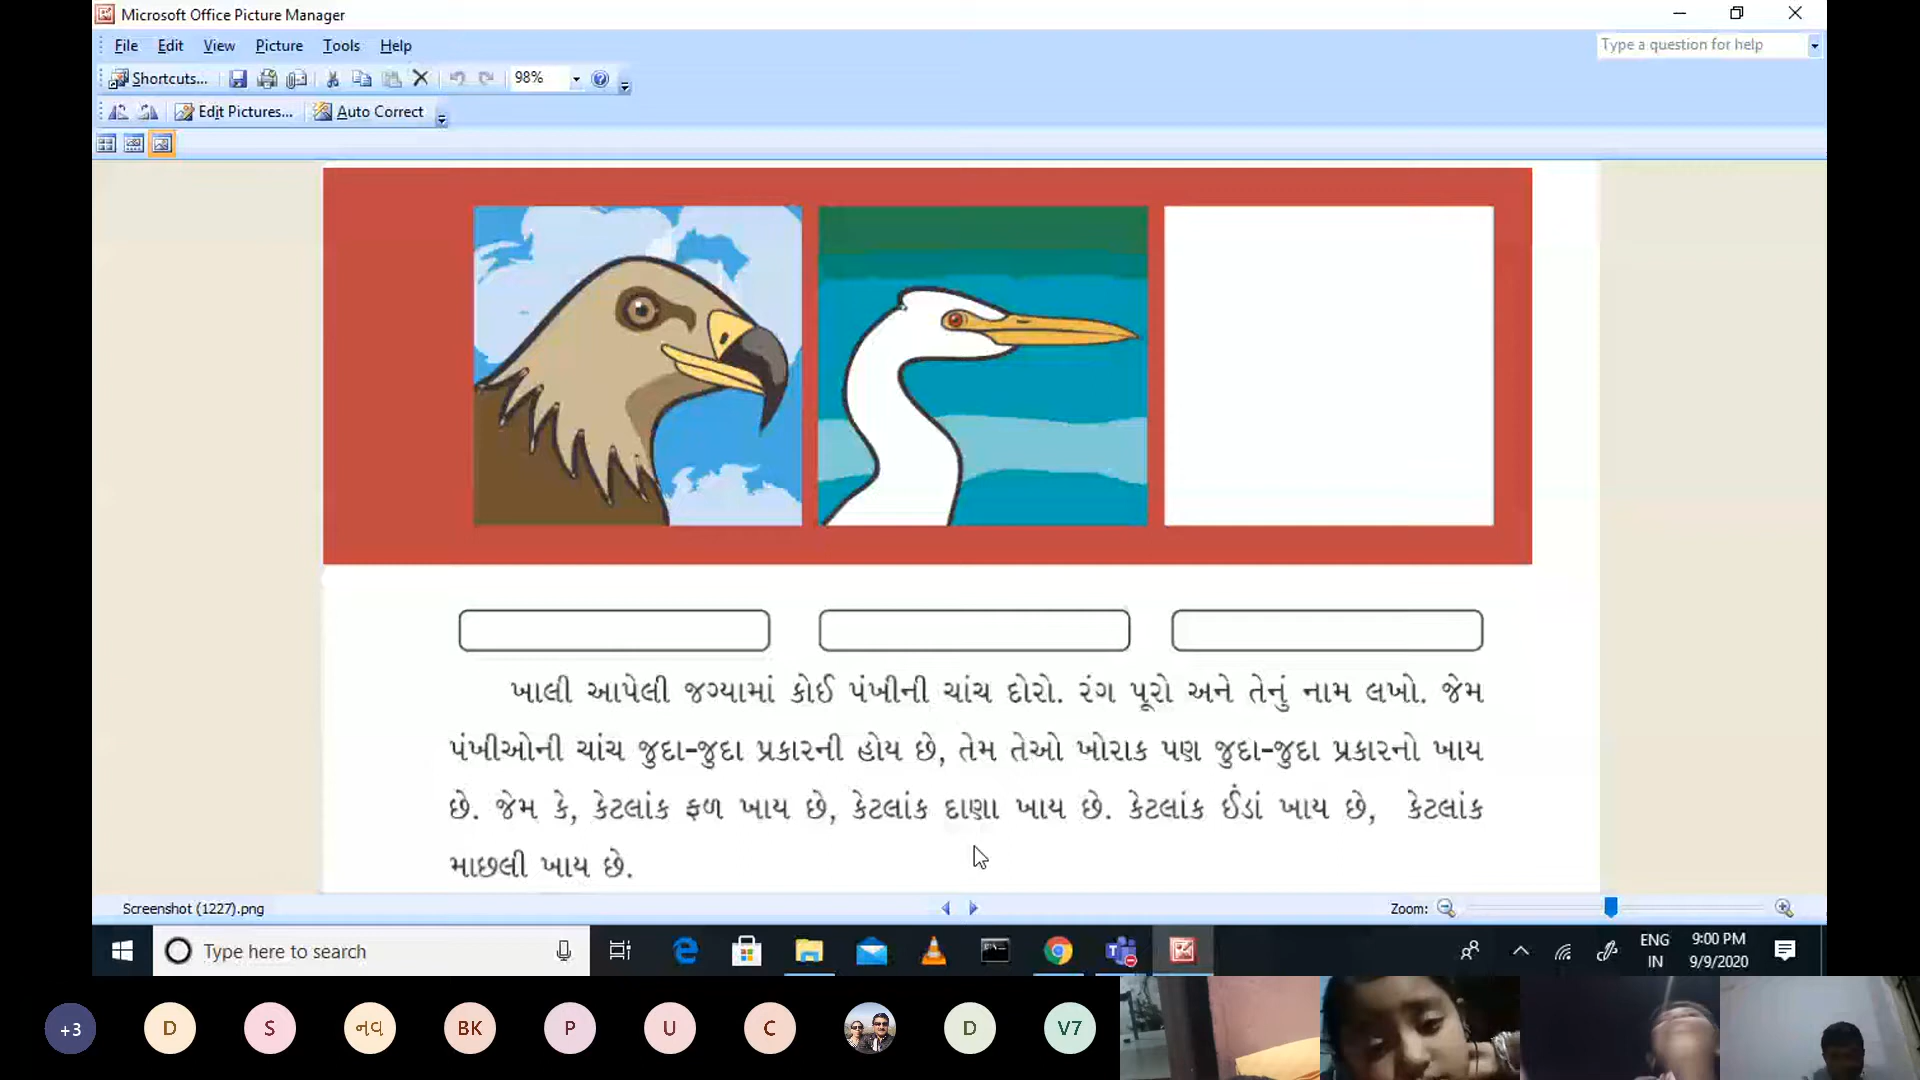 Microsoft Office Picture Manager
File Edit View Picture Tools Help
Type a question for help
Shortcuts... 98%
Edit Pictures... Auto Correct
ખાલી આપેલી જગ્યામાં કોઈ પંખીની ચાંચ દોરો. રંગ પૂરો અને તેનું નામ લખો. જેમ
પંખીઓની ચાંચ જુદા-જુદા પ્રકારની હોય છે, તેમ તેઓ ખોરાક પણ જુદા-જુદા પ્રકારનો ખાય
છે. જેમ કે, કેટલાંક ફળ ખાય છે, કેટલાંક દાણા ખાય છે. કેટલાંક ઈંડાં ખાય છે, કેટલાંક
માછલી ખાય છે.
Screenshot (1227).png
Zoom:
Type here to search
ENG 9:00 PM
IN 9/9/2020
+3 D S નવ BK P U C D V7